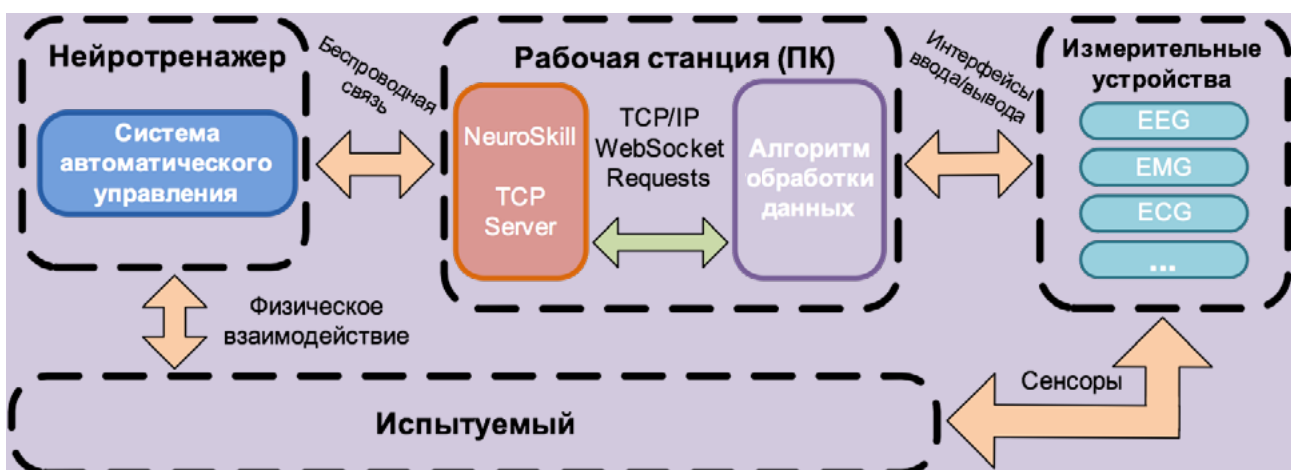 Нейротренажер
Система
автоматического
управления
Беспроводная
связь
Рабочая станция (ПК)
NeuroSkill
TCP
Server
TCP/IP
WebSocket
Requests
Алгоритм
обработки
данных
Интерфейсы
ввода/вывода
Измерительные
устройства
EEG
EMG
ECG
...
Физическое
взаимодействие
Сенсоры
Испытуемый